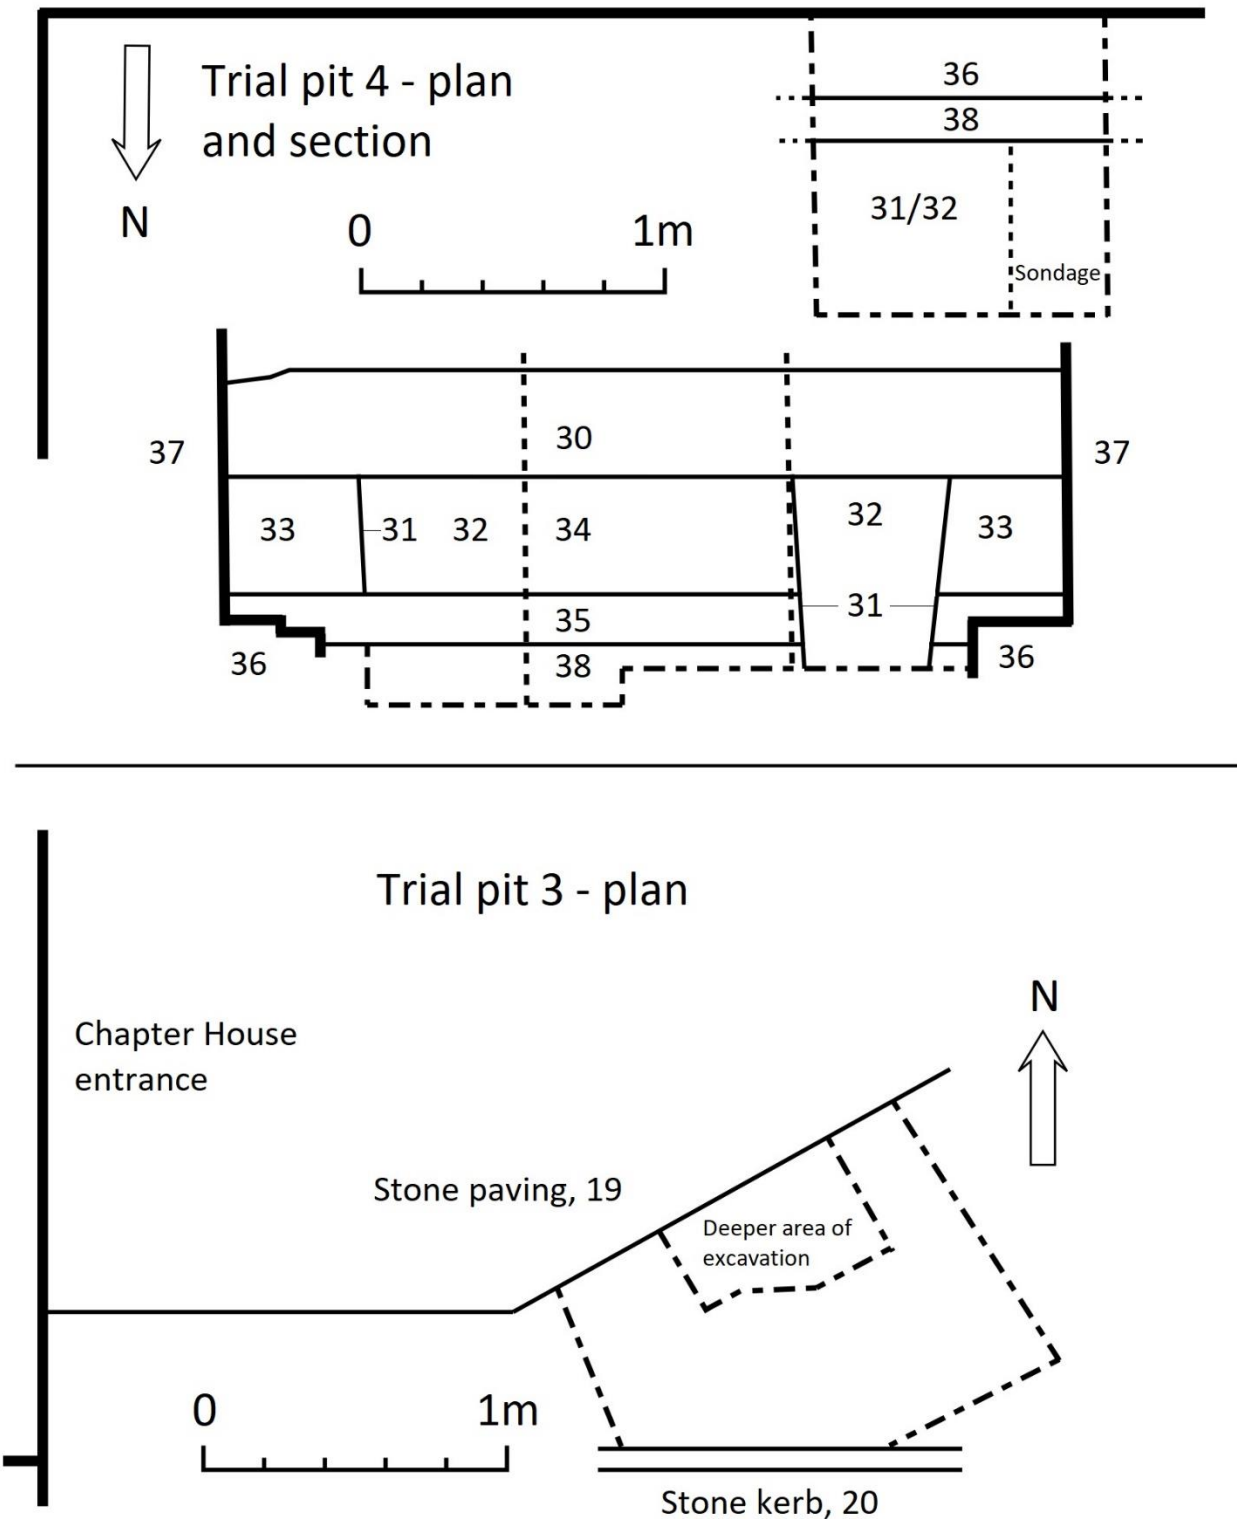 Trial pit 4 - plan
and section
N
0 1m
36
38
31/32
Sondage
37 30 37
33 31 32 34 32 33
31
35
36 38 36
Trial pit 3 - plan
N
Chapter House
entrance
Stone paving, 19
Deeper area of
excavation
0 1m
Stone kerb, 20